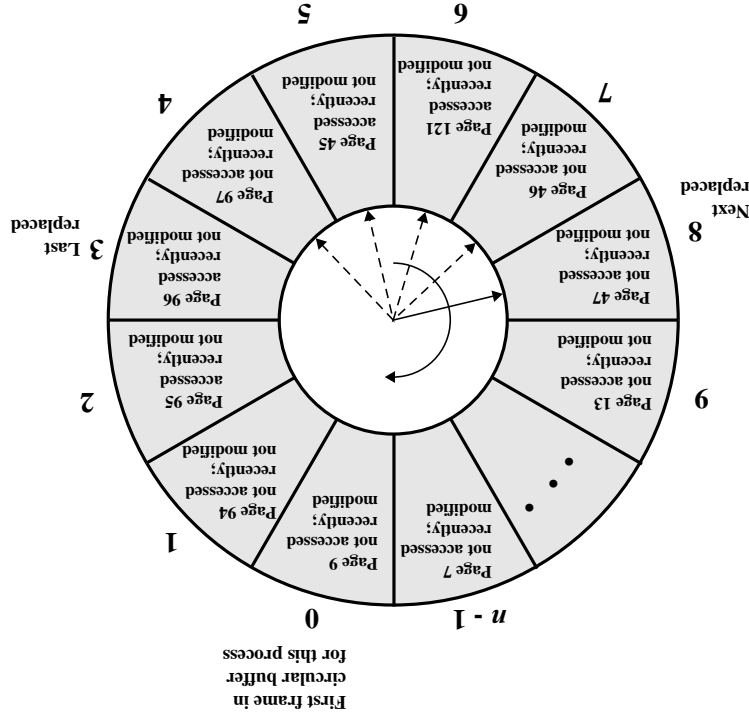 First frame in
circular buffer
for this process
n - 1
0
Page 7
not accessed
recently;
modified
Page 9
not accessed
recently;
modified
1
Page 94
not accessed
recently;
not modified
2
Page 95
accessed
recently;
not modified
3
Last
replaced
Page 96
accessed
recently;
not modified
4
Page 97
not accessed
recently;
modified
5
Page 45
accessed
recently;
not modified
6
Page 121
accessed
recently;
not modified
7
Page 46
not accessed
recently;
modified
8
Next
replaced
Page 47
not accessed
recently;
not modified
9
Page 13
not accessed
recently;
not modified